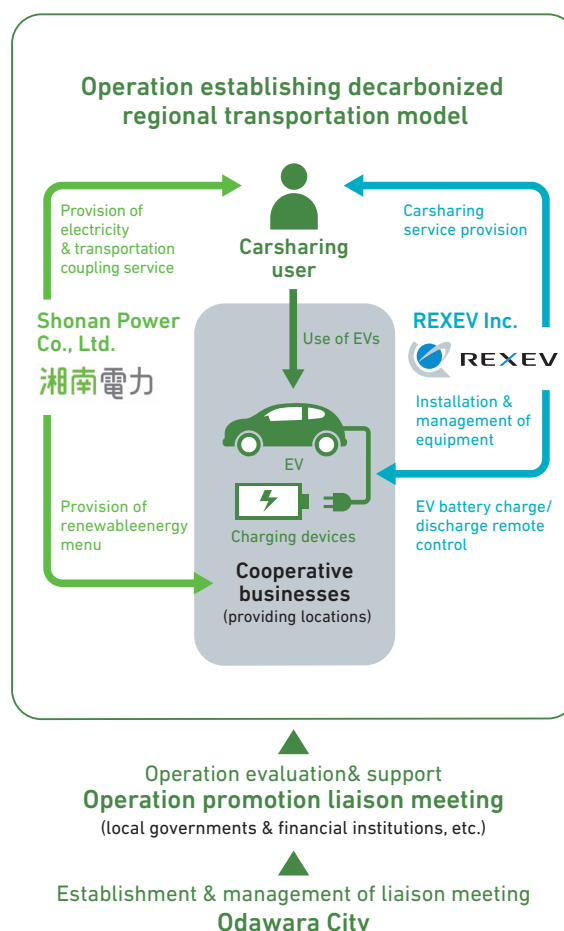 Operation establishing decarbonized
regional transportation model
Provision of
electricity
& transportation
coupling service
Carsharing
user
Carsharing
service provision
Shonan Power
Co., Ltd.
湘南電力
Use of EVs
REXEV Inc.
REXEV
Installation &
management of
equipment
EV
Provision of
renewableenergy
menu
Charging devices
EV battery charge/
discharge remote
control
Cooperative
businesses
(providing locations)
Operation evaluation& support
Operation promotion liaison meeting
(local governments & financial institutions, etc.)
Establishment & management of liaison meeting
Odawara City